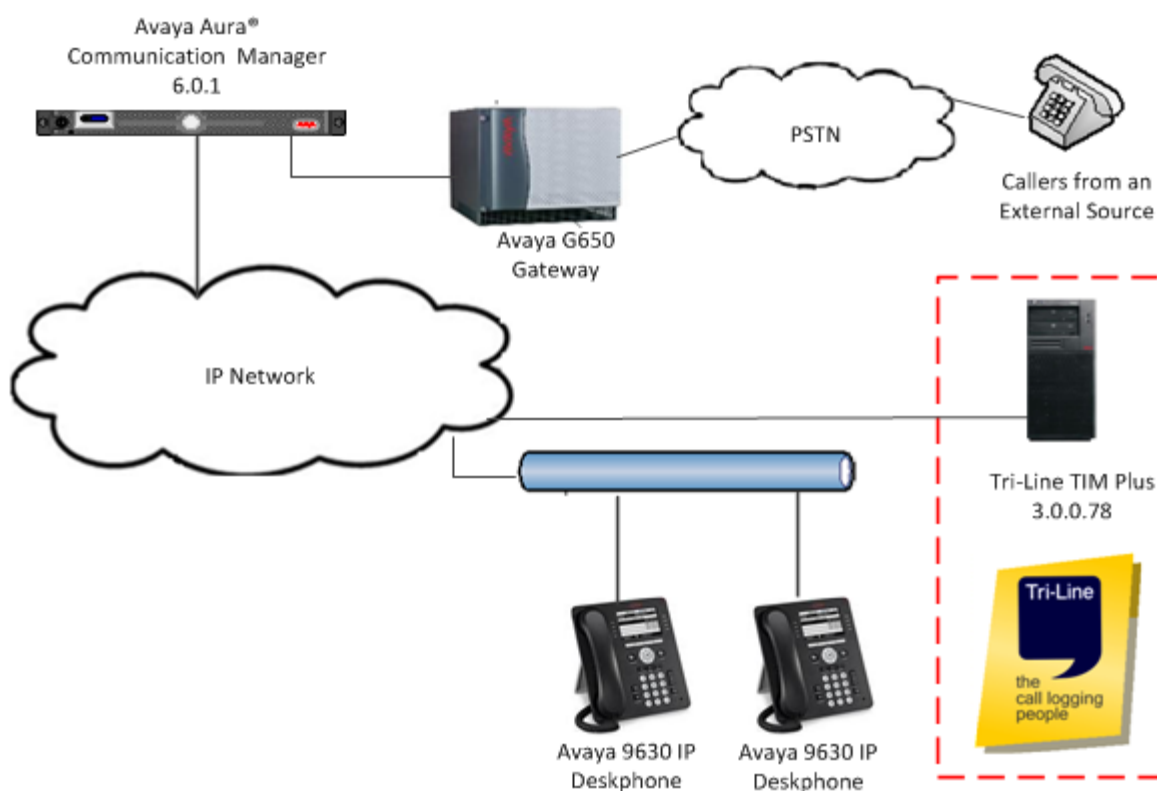 Avaya Aura®
Communication Manager
6.0.1
PSTN
Callers from an
External Source
Avaya G650
Gateway
IP Network
Tri-Line TIM Plus
3.0.0.78
Tri-Line
the
call logging
people
Avaya 9630 IP
Deskphone
Avaya 9630 IP
Deskphone